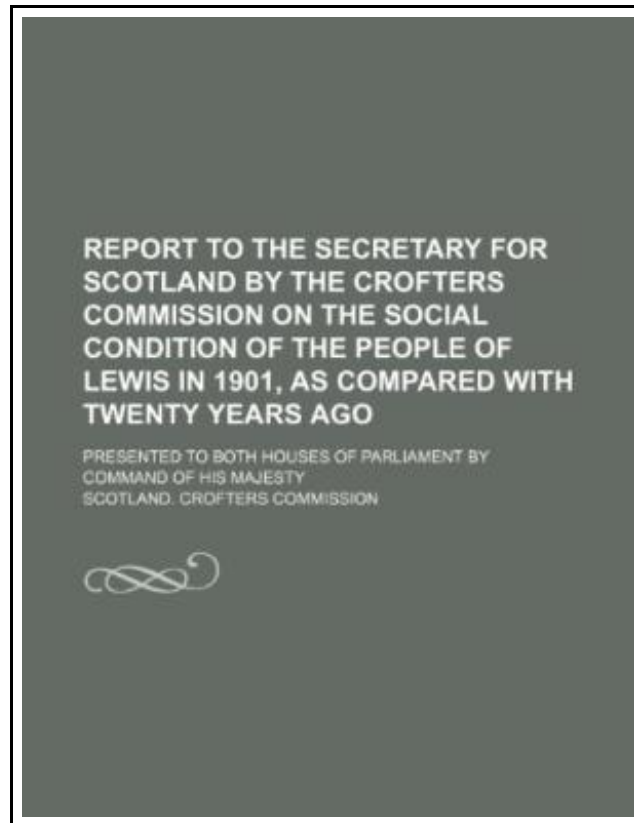 REPORT TO THE SECRETARY FOR
SCOTLAND BY THE CROFTERS
COMMISSION ON THE SOCIAL
CONDITION OF THE PEOPLE OF
LEWIS IN 1901, AS COMPARED WITH
TWENTY YEARS AGO
PRESENTED TO BOTH HOUSES OF PARLIAMENT BY
COMMAND OF HIS MAJESTY
SCOTLAND. CROFTERS COMMISSION